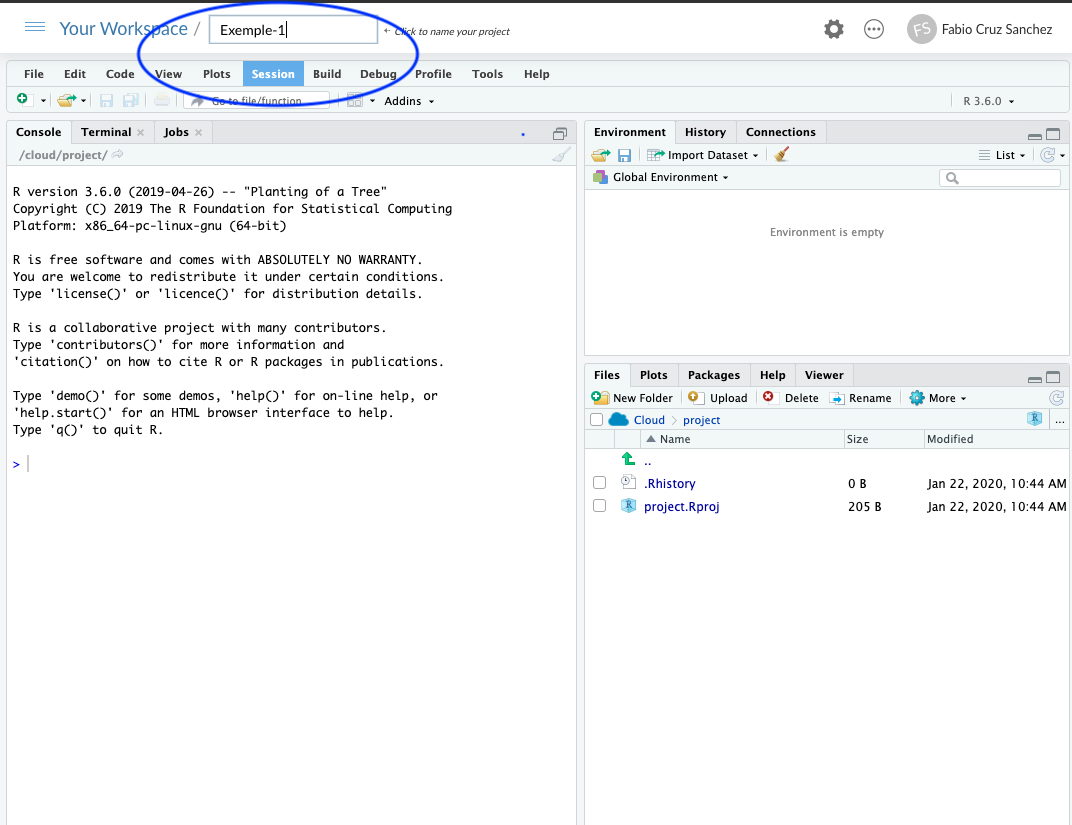 Your Workspace / Exemple-1 ← Click to name your project FS Fabio Cruz Sanchez
File Edit Code View Plots Session Build Debug Profile Tools Help
Go to file/function Addins R 3.6.0
Console Terminal Jobs
/cloud/project/
R version 3.6.0 (2019-04-26) -- "Planting of a Tree"
Copyright (C) 2019 The R Foundation for Statistical Computing
Platform: x86_64-pc-linux-gnu (64-bit)
R is free software and comes with ABSOLUTELY NO WARRANTY.
You are welcome to redistribute it under certain conditions.
Type 'license()' or 'licence()' for distribution details.
R is a collaborative project with many contributors.
Type 'contributors()' for more information and
'citation()' on how to cite R or R packages in publications.
Type 'demo()' for some demos, 'help()' for on-line help, or
'help.start()' for an HTML browser interface to help.
Type 'q()' to quit R.
>
Environment History Connections
Import Dataset List
Global Environment
Environment is empty
Files Plots Packages Help Viewer
New Folder Upload Delete Rename More
Cloud project R ...
Name Size Modified
..
.Rhistory 0 B Jan 22, 2020, 10:44 AM
project.Rproj 205 B Jan 22, 2020, 10:44 AM